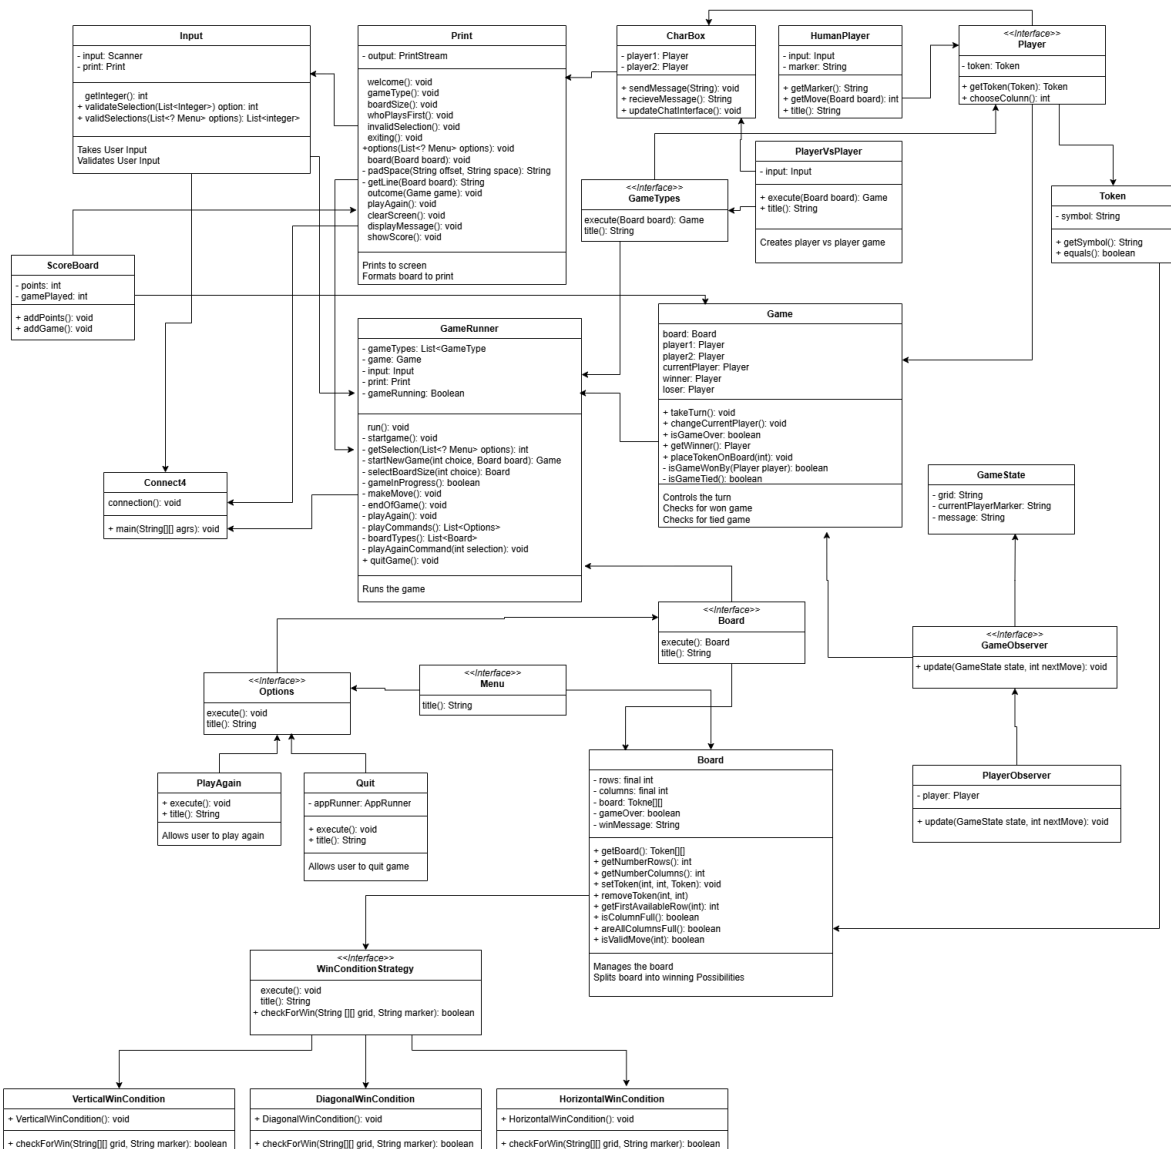 Input
- input: Scanner
- print: Print
getInteger(): int
+ validateSelection(List<Integer>) option: int
+ validSelections(List<? Menu> options): List<integer>
Takes User Input
Validates User Input
Print
- output: PrintStream
welcome(): void
gameType(): void
boardSize(): void
whoPlaysFirst(): void
invalidSelection(): void
exiting(): void
+options(List<? Menu> options): void
board(Board board): void
- padSpace(String offset, String space): String
- getLine(Board board): String
outcome(Game game): void
playAgain(): void
clearScreen(): void
displayMessage(): void
showScore(): void
Prints to screen
Formats board to print
CharBox
- player1: Player
- player2: Player
+ sendMessage(String): void
+ recieveMessage(): String
+ updateChatInterface(): void
HumanPlayer
- input: Input
- marker: String
+ getMarker(): String
+ getMove(Board board): int
+ title(): String
<<Interface>>
Player
- token: Token
+ getToken(Token): Token
+ chooseColunn(): int
PlayerVsPlayer
- input: Input
+ execute(Board board): Game
+ title(): String
Creates player vs player game
<<Interface>>
GameTypes
execute(Board board): Game
title(): String
Token
- symbol: String
+ getSymbol(): String
+ equals(): boolean
ScoreBoard
- points: int
- gamePlayed: int
+ addPoints(): void
+ addGame(): void
GameRunner
- gameTypes: List<GameType
- game: Game
- input: Input
- print: Print
- gameRunning: Boolean
run(): void
- startgame(): void
- getSelection(List<? Menu> options): int
- startNewGame(int choice, Board board): Game
- selectBoardSize(int choice): Board
- gameInProgress(): boolean
- makeMove(): void
- endOfGame(): void
- playAgain(): void
- playCommands(): List<Options>
- boardTypes(): List<Board>
- playAgainCommand(int selection): void
+ quitGame(): void
Runs the game
Game
board: Board
player1: Player
player2: Player
currentPlayer: Player
winner: Player
loser: Player
+ takeTurn(): void
+ changeCurrentPlayer(): void
+ isGameOver: boolean
+ getWinner(): Player
+ placeTokenOnBoard(int): void
- isGameWonBy(Player player): boolean
- isGameTied(): boolean
Controls the turn
Checks for won game
Checks for tied game
Connect4
connection(): void
+ main(String[][] agrs): void
GameState
- grid: String
- currentPlayerMarker: String
- message: String
<<Interface>>
Board
execute(): Board
title(): String
<<Interface>>
GameObserver
+ update(GameState state, int nextMove): void
<<Interface>>
Options
execute(): void
title(): String
<<Interface>>
Menu
title(): String
PlayAgain
+ execute(): void
+ title(): String
Allows user to play again
Quit
- appRunner: AppRunner
+ execute(): void
+ title(): String
Allows user to quit game
Board
- rows: final int
- columns: final int
- board: Tokne[][]
- gameOver: boolean
- winMessage: String
+ getBoard(): Token[][]
+ getNumberRows(): int
+ getNumberColumns(): int
+ setToken(int, int, Token): void
+ removeToken(int, int)
+ getFirstAvailableRow(int): int
+ isColumnFull(): boolean
+ areAllColumnsFull(): boolean
+ isValidMove(int): boolean
Manages the board
Splits board into winning Possibilities
PlayerObserver
- player: Player
+ update(GameState state, int nextMove): void
<<Interface>>
WinConditionStrategy
execute(): void
title(): String
+ checkForWin(String [][] grid, String marker): boolean
VerticalWinCondition
+ VerticalWinCondition(): void
+ checkForWin(String[][] grid, String marker): boolean
DiagonalWinCondition
+ DiagonalWinCondition(): void
+ checkForWin(String[][] grid, String marker): boolean
HorizontalWinCondition
+ HorizontalWinCondition(): void
+ checkForWin(String[][] grid, String marker): boolean